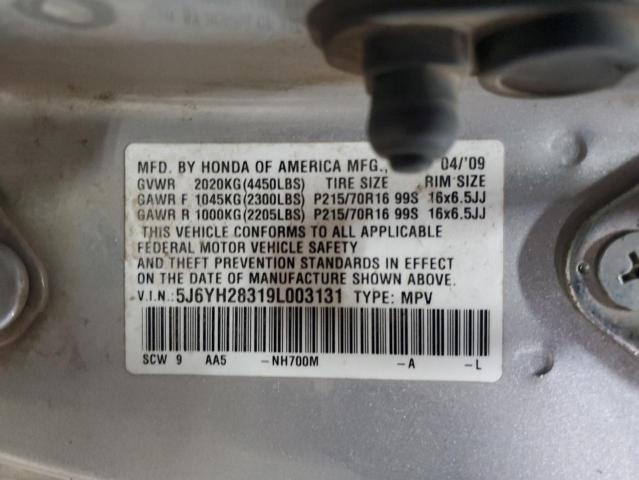 MFD. BY HONDA OF AMERICA MFG., 04/'09
GVWR 2020KG(4450LBS) TIRE SIZE RIM SIZE
GAWR F 1045KG(2300LBS) P215/70R16 99S 16x6.5JJ
GAWR R 1000KG(2205LBS) P215/70R16 99S 16x6.5JJ
THIS VEHICLE CONFORMS TO ALL APPLICABLE
FEDERAL MOTOR VEHICLE SAFETY
AND THEFT PREVENTION STANDARDS IN EFFECT
ON THE DATE OF MANUFACTURE SHOWN ABOVE.
V.I.N.:5J6YH28319L003131 TYPE: MPV
SCW 9 AA5 -NH700M -A -L